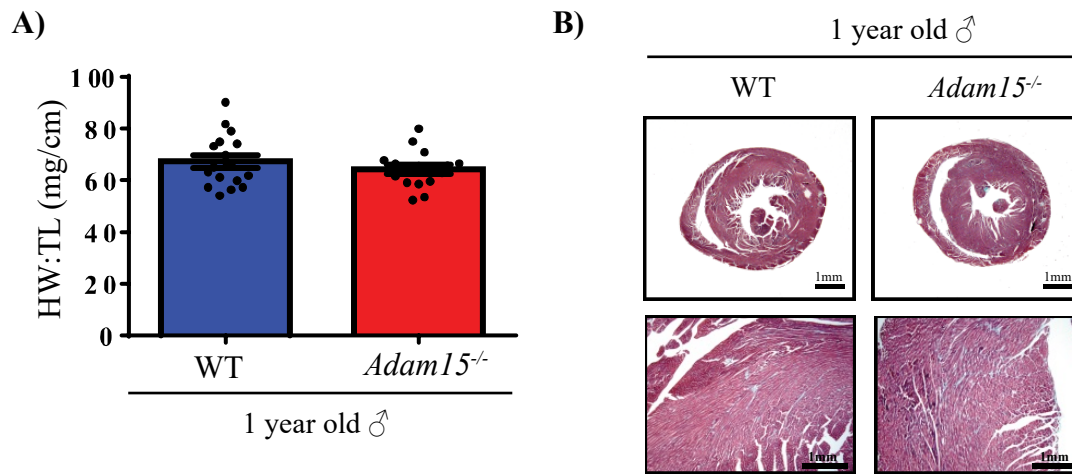 A)
HW:TL (mg/cm)
100
80
60
40
20
0
WT
Adam15-/-
1 year old ♂
B)
1 year old ♂
WT
Adam15-/-
1mm
1mm
1mm
1mm